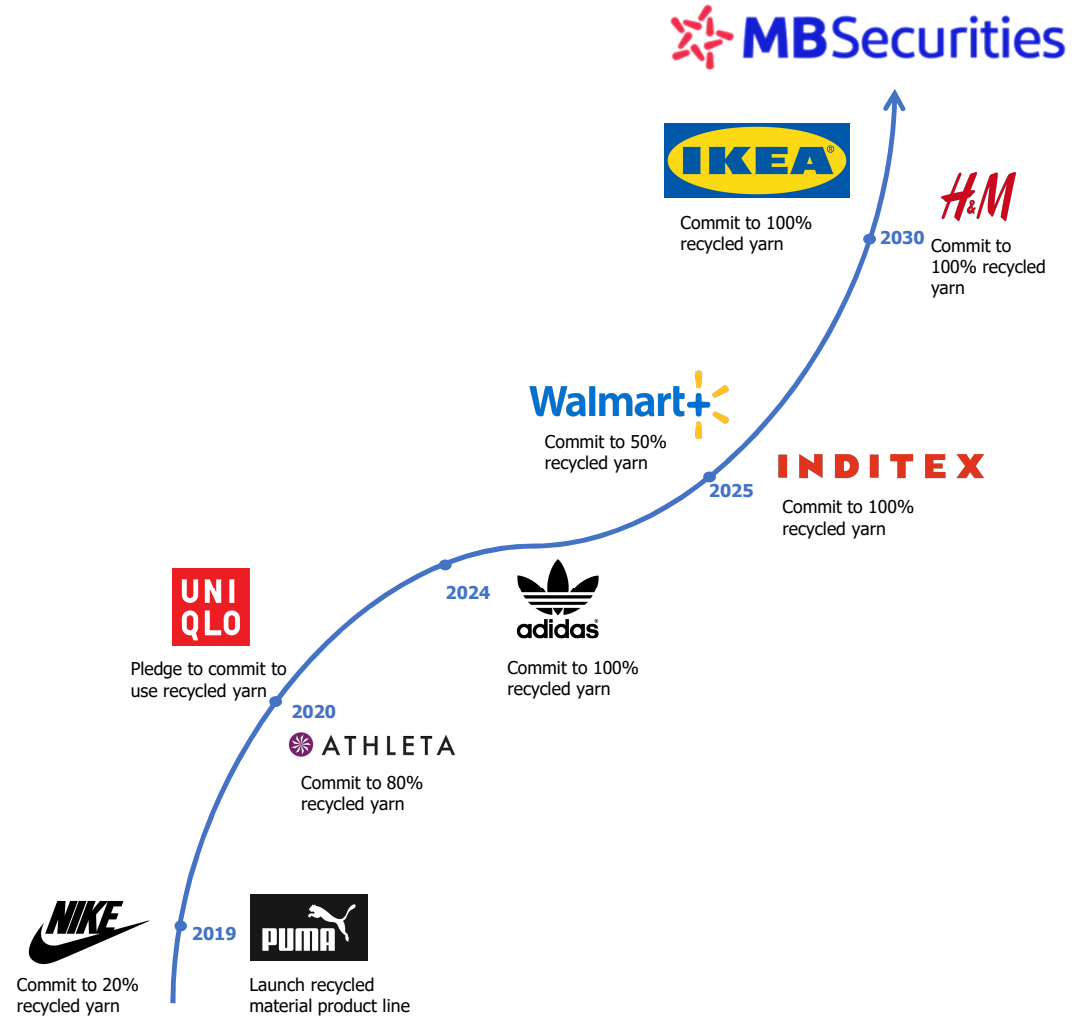 MBSecurities
IKEA®
Commit to 100%
recycled yarn
H&M
2030
Commit to
100% recycled
yarn
Walmart+
Commit to 50%
recycled yarn
2025
INDITEX
Commit to 100%
recycled yarn
2024
adidas
Commit to 100%
recycled yarn
UNI
QLO
Pledge to commit to
use recycled yarn
2020
ATHLETA
Commit to 80%
recycled yarn
NIKE
Commit to 20%
recycled yarn
2019
PUMA
Launch recycled
material product line